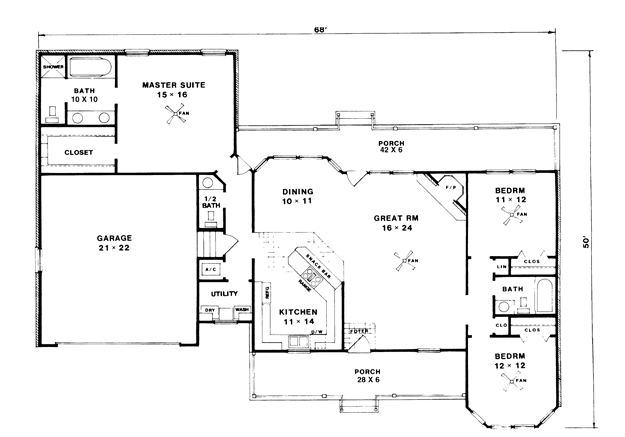 68'
SHOWER
BATH
10 X 10
MASTER SUITE
15 × 16
FAN
CLOSET
PORCH
42 X 6
1/2
BATH
DINING
10 × 11
F/P
BEDRM
11 × 12
FAN
GREAT RM
16 × 24
FAN
GARAGE
21 × 22
50'
A/C
SNACK BAR
RANGE
LIN
CLOS
UTILITY
DRY
WASH
REFG
BATH
KITCHEN
11 × 14
D/W
FOYER
CLO
CLOS
BEDRM
12 × 12
FAN
PORCH
28 X 6